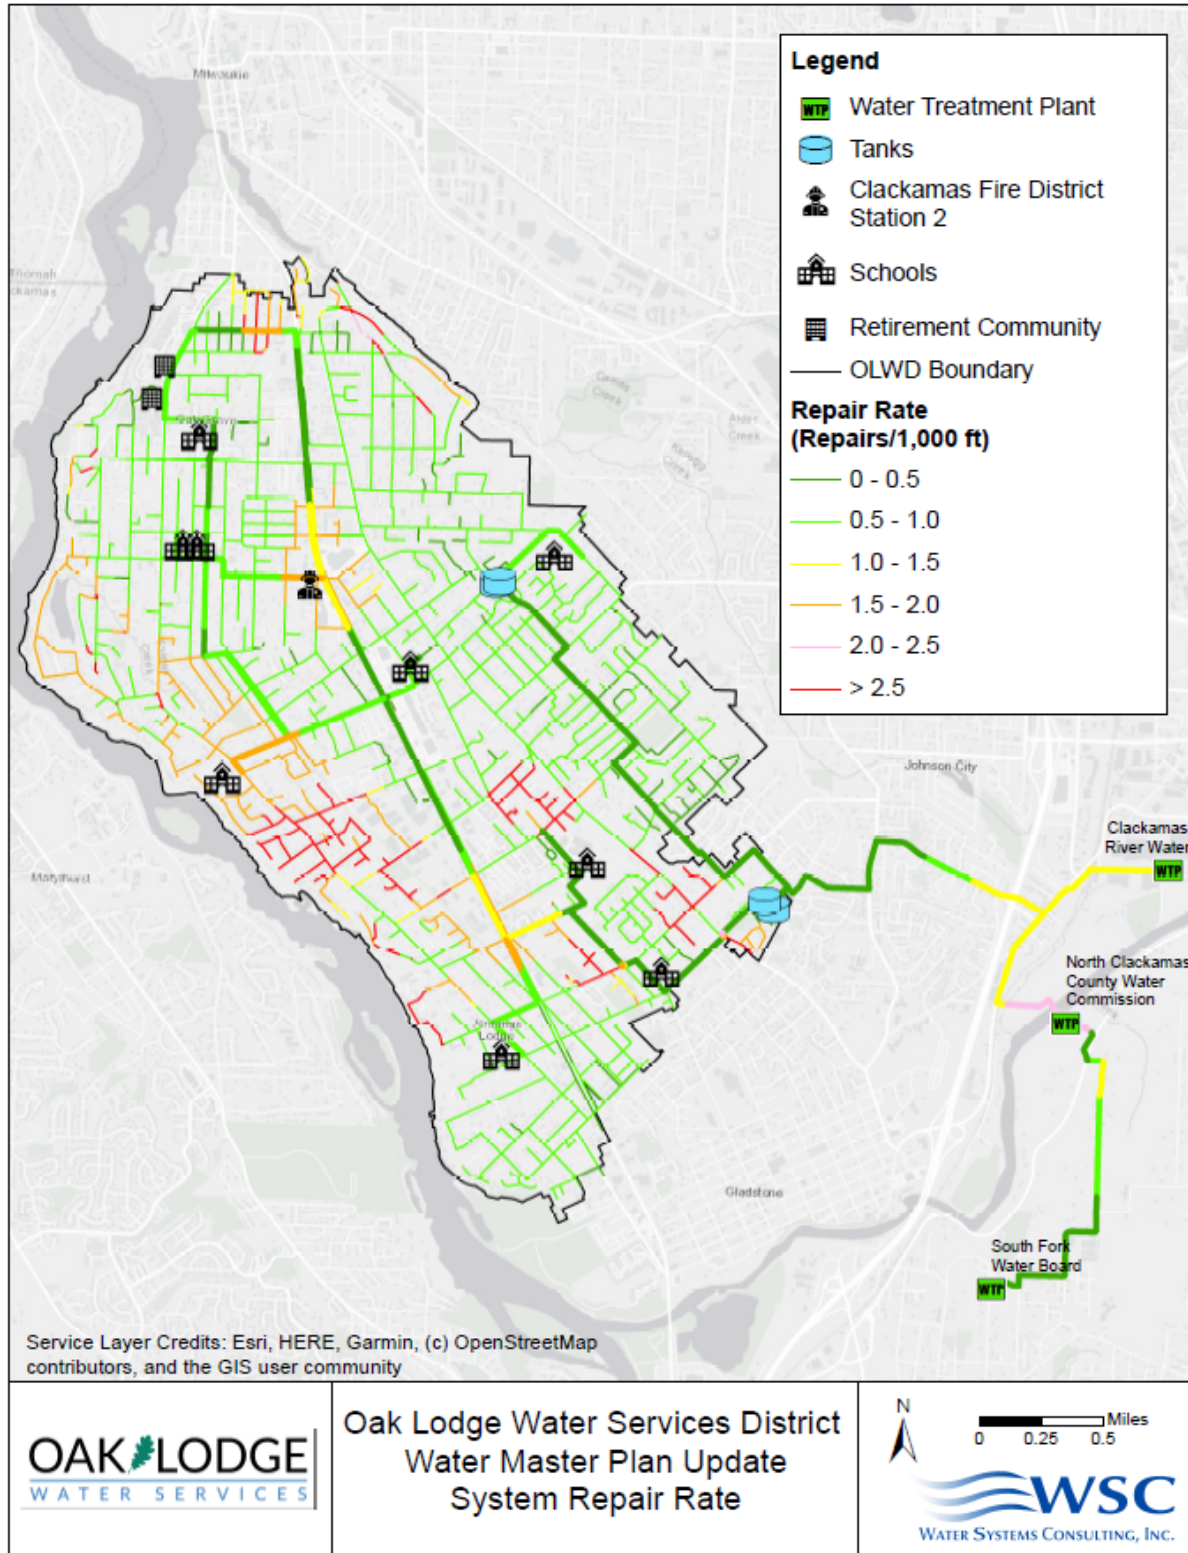 Milwaukie
Legend
WTP
Water Treatment Plant
Tanks
Clackamas Fire District
Station 2
Schools
Retirement Community
OLWD Boundary
Repair Rate
(Repairs/1,000 ft)
0 - 0.5
0.5 - 1.0
1.0 - 1.5
1.5 - 2.0
2.0 - 2.5
> 2.5
Creek
Creek
Creek
Johnson City
Clackamas
River Water
WTP
North Clackamas
County Water
Commission
WTP
Lodge
Gladstone
South Fork
Water Board
WTP
Service Layer Credits: Esri, HERE, Garmin, (c) OpenStreetMap
contributors, and the GIS user community
OAK LODGE
WATER SERVICES
Oak Lodge Water Services District
Water Master Plan Update
System Repair Rate
N
Miles
0 0.25 0.5
WSC
WATER SYSTEMS CONSULTING, INC.